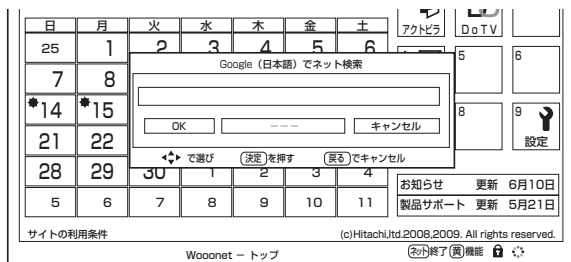 日 月 火 水 木 金 土
アクトビラ DoTV
25 1 2 3 4 5 6
Google（日本語）でネット検索
5 6
7 8
14 15
OK --- キャンセル
8 9
設定
21 22
で選び 決定を押す 戻るでキャンセル
28 29 30 1 2 3 4
お知らせ 更新 6月10日
5 6 7 8 9 10 11
製品サポート 更新 5月21日
サイトの利用条件 (c)Hitachi,ltd.2008,2009. All rights reserved.
Wooonet － トップ ネット終了 黄機能